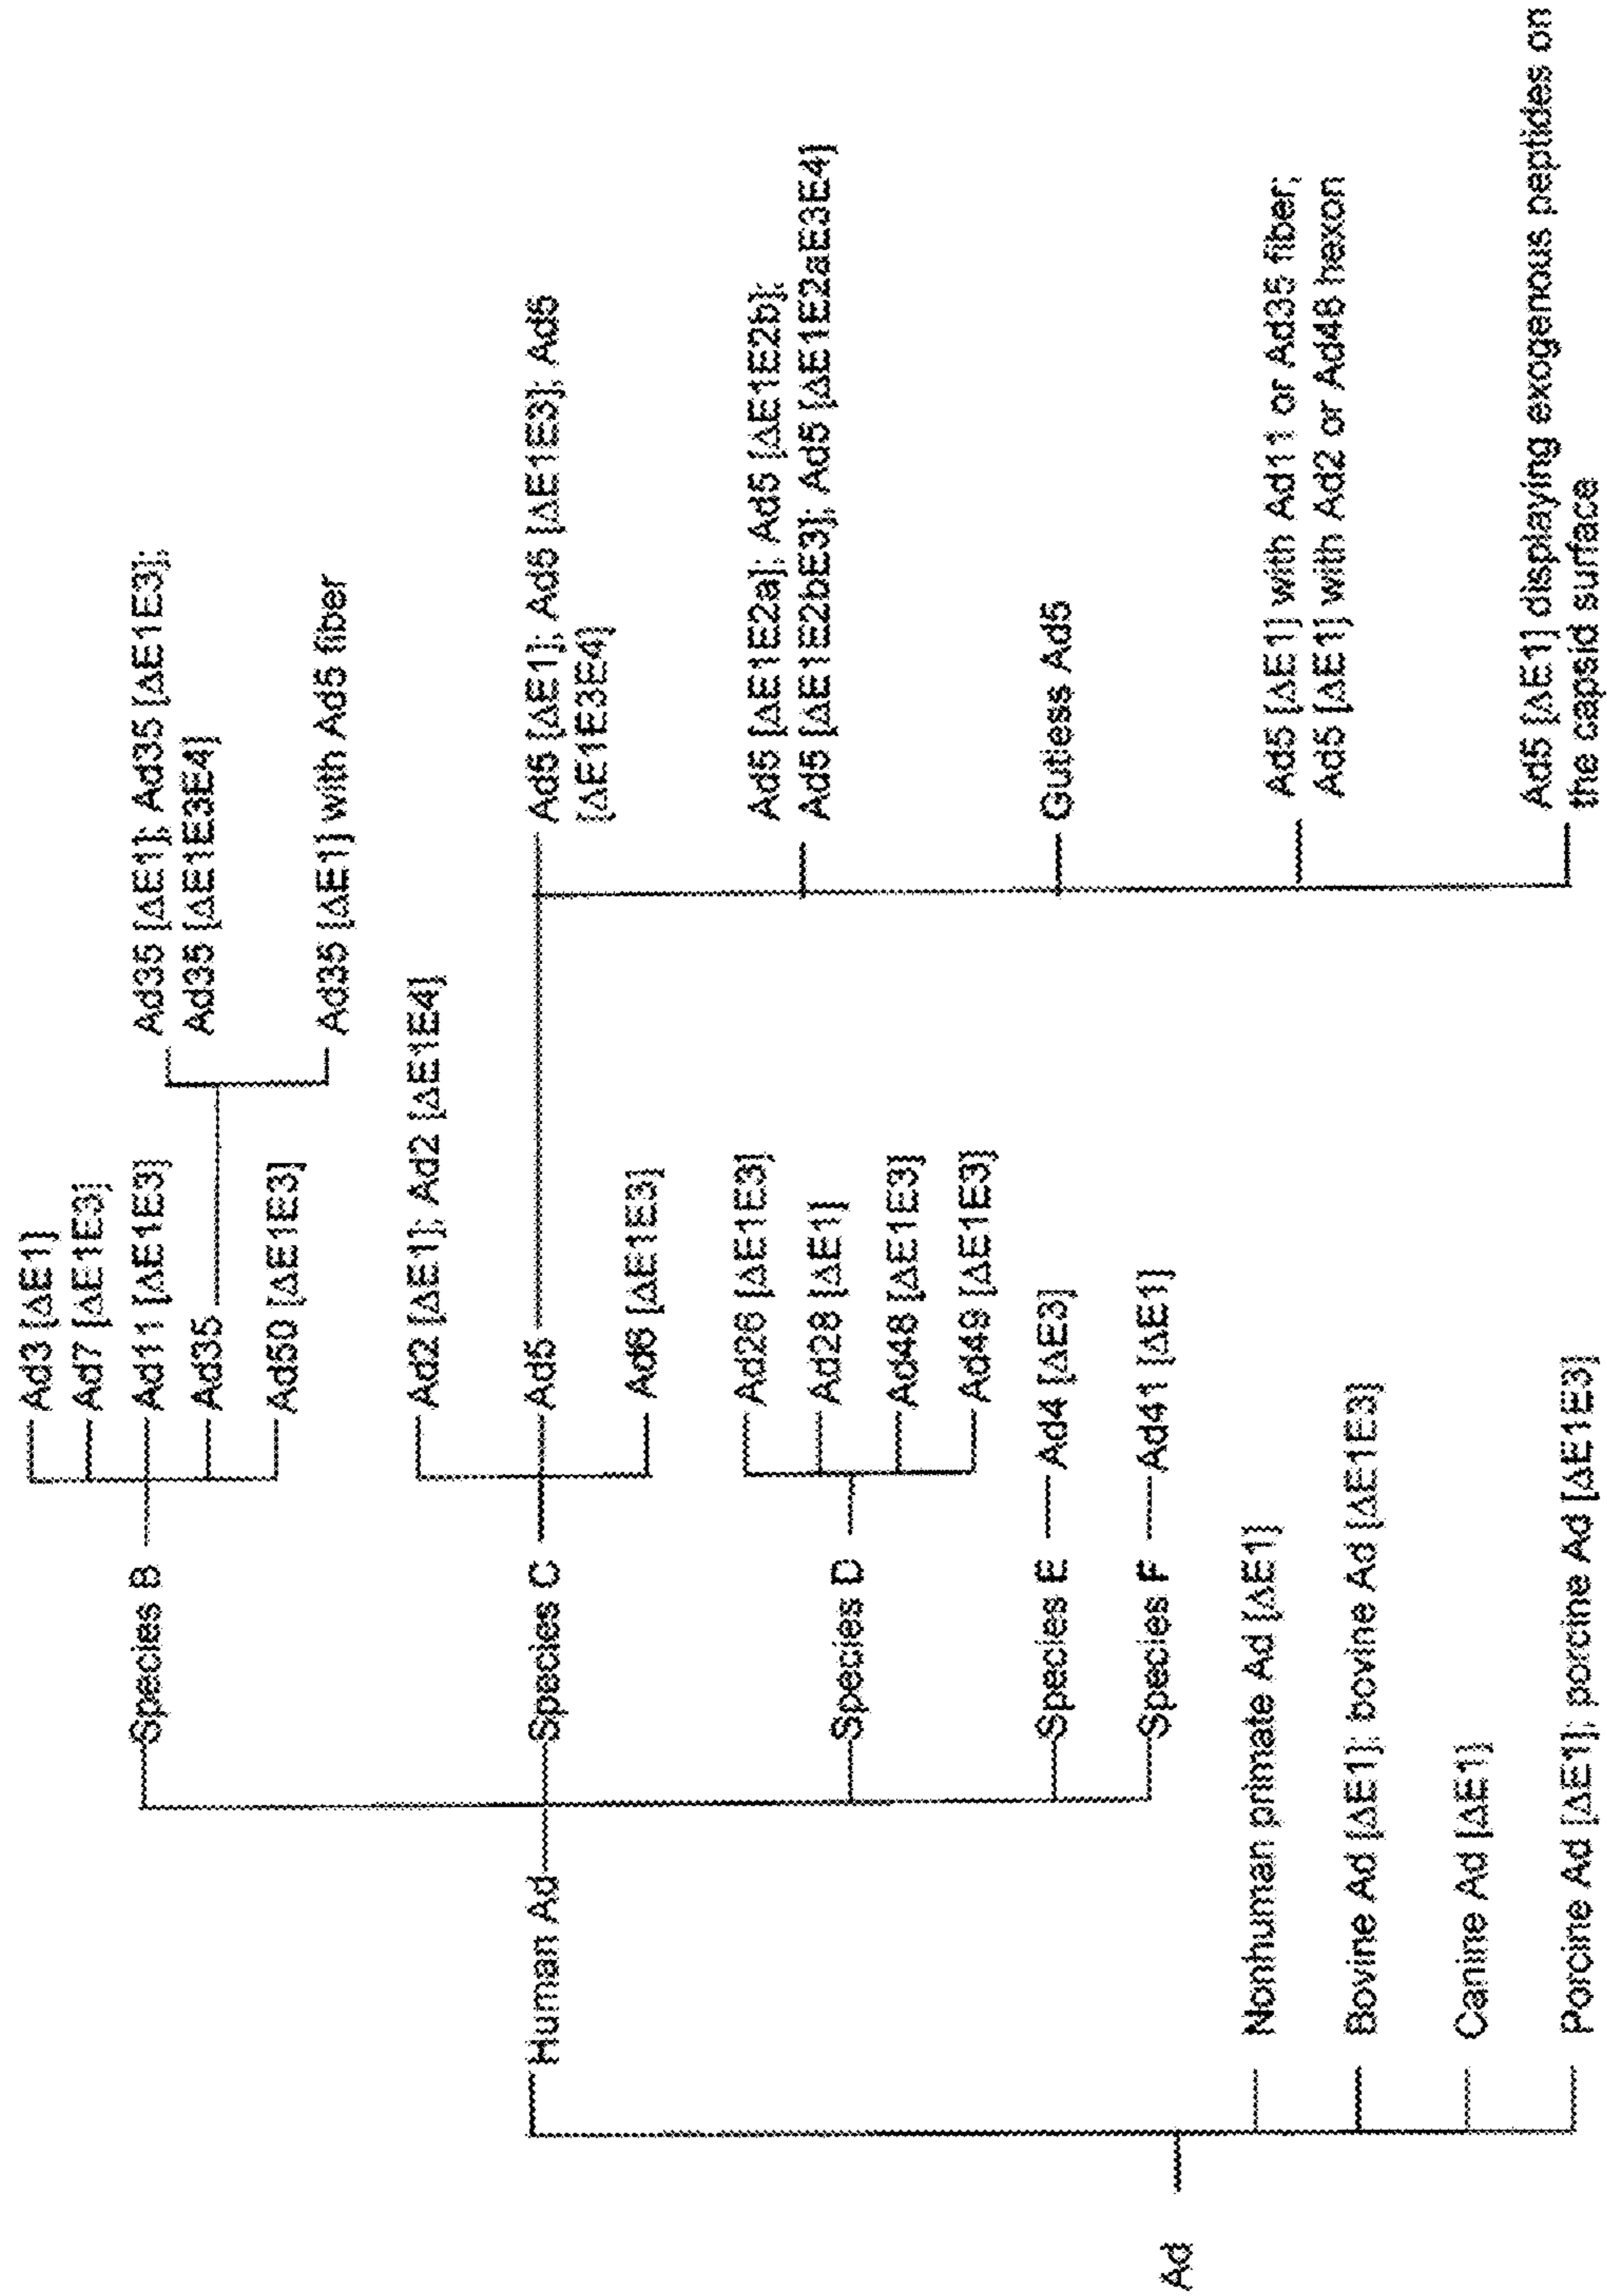 Ad
Human Ad
Species B
Ad3 [ΔE1]
Ad7 [ΔE1E3]
Ad11 [ΔE1E3]
Ad35
Ad35 [ΔE1]; Ad35 [ΔE1E3];
Ad35 [ΔE1E3E4]
Ad35 [ΔE1] with Ad5 fiber
Ad50 [ΔE1E3]
Species C
Ad2 [ΔE1]; Ad2 [ΔE1E4]
Ad5
Ad5 [ΔE1]; Ad5 [ΔE1E3]; Ad5
[ΔE1E3E4]
Ad5 [ΔE1E2a]; Ad5 [ΔE1E2b];
Ad5 [ΔE1E2bE3]; Ad5 [ΔE1E2aE3E4]
Gutless Ad5
Ad5 [ΔE1] with Ad11 or Ad35 fiber;
Ad5 [ΔE1] with Ad2 or Ad48 hexon
Ad5 [ΔE1] displaying exogenous peptides on
the capsid surface
Ad6 [ΔE1E3]
Species D
Ad26 [ΔE1E3]
Ad28 [ΔE1]
Ad48 [ΔE1E3]
Ad49 [ΔE1E3]
Species E
Ad4 [ΔE3]
Species F
Ad41 [ΔE1]
Nonhuman primate Ad [ΔE1]
Bovine Ad [ΔE1]; bovine Ad [ΔE1E3]
Canine Ad [ΔE1]
Porcine Ad [ΔE1]; porcine Ad [ΔE1E3]